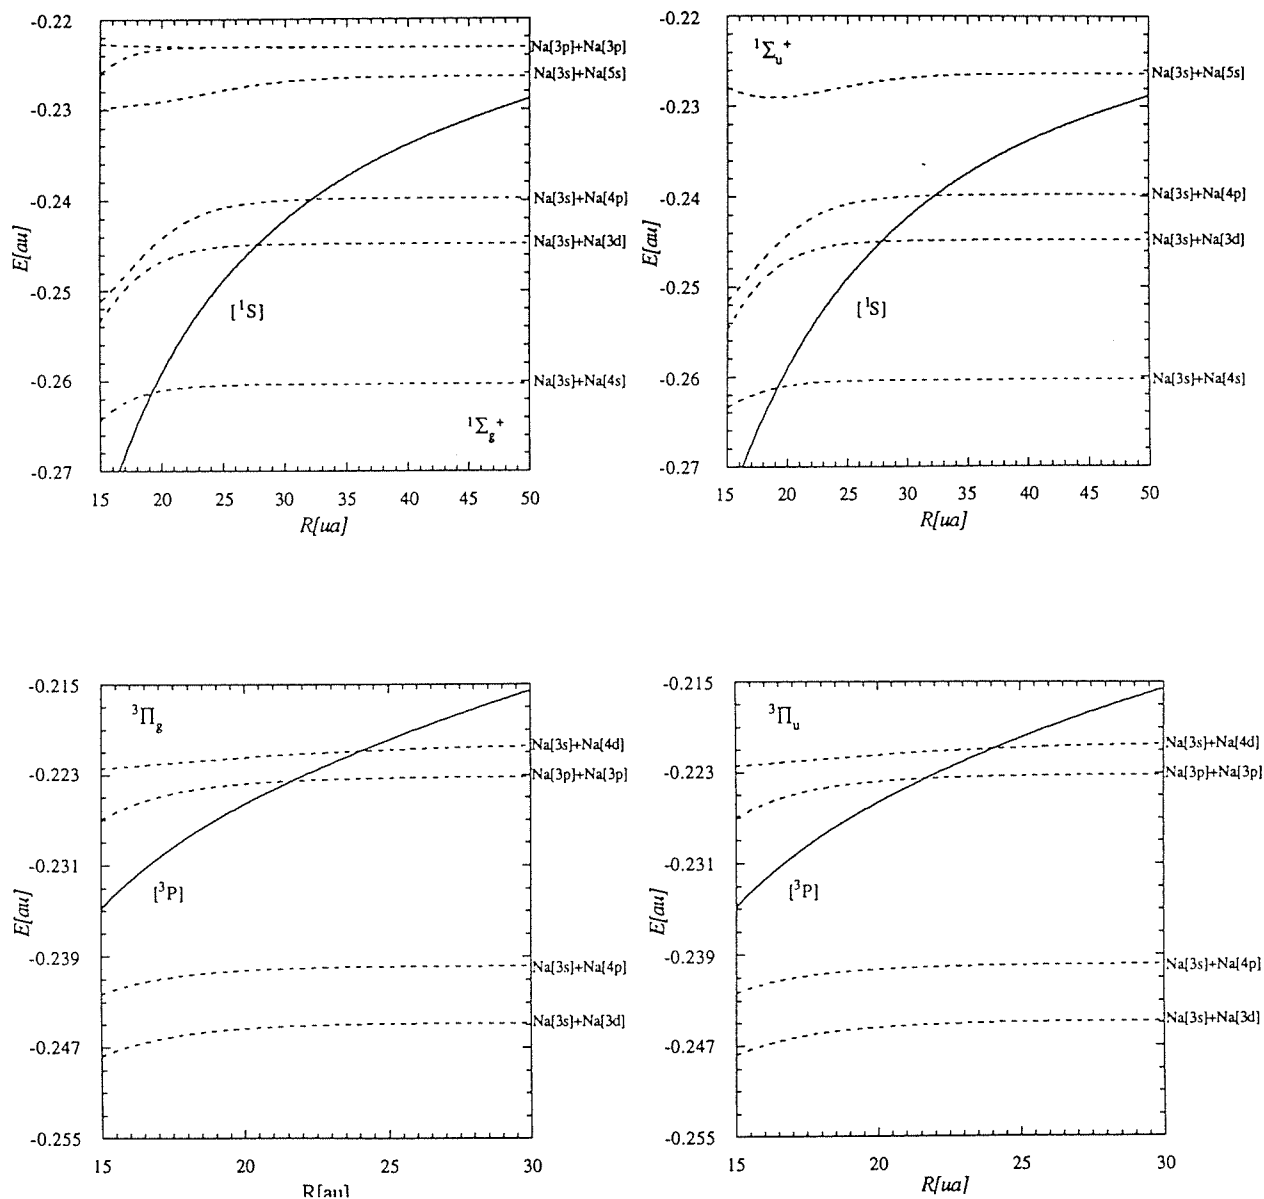 -0.22
-0.23
-0.24
-0.25
-0.26
-0.27
E[au]
Na[3p]+Na[3p]
Na[3s]+Na[5s]
Na[3s]+Na[4p]
Na[3s]+Na[3d]
[¹S]
Na[3s]+Na[4s]
¹Σg⁺
15 20 25 30 35 40 45 50
R[ua]
-0.22
-0.23
-0.24
-0.25
-0.26
-0.27
E[au]
¹Σu⁺
Na[3s]+Na[5s]
Na[3s]+Na[4p]
Na[3s]+Na[3d]
[¹S]
Na[3s]+Na[4s]
15 20 25 30 35 40 45 50
R[ua]
-0.215
-0.223
-0.231
-0.239
-0.247
-0.255
E[au]
³Πg
Na[3s]+Na[4d]
Na[3p]+Na[3p]
[³P]
Na[3s]+Na[4p]
Na[3s]+Na[3d]
15 20 25 30
R[au]
-0.215
-0.223
-0.231
-0.239
-0.247
-0.255
E[au]
³Πu
Na[3s]+Na[4d]
Na[3p]+Na[3p]
[³P]
Na[3s]+Na[4p]
Na[3s]+Na[3d]
15 20 25 30
R[ua]